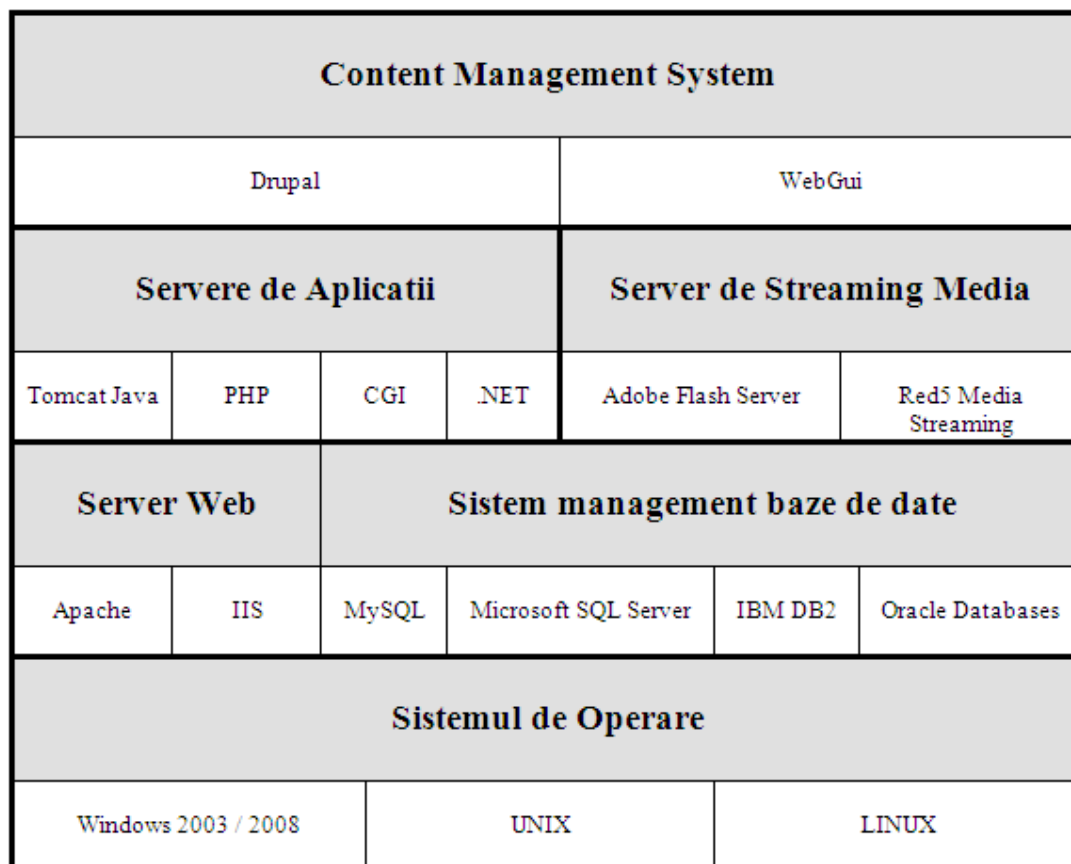 Content Management System
Drupal
WebGui
Servere de Aplicatii
Server de Streaming Media
Tomcat Java
PHP
CGI
.NET
Adobe Flash Server
Red5 Media
Streaming
Server Web
Sistem management baze de date
Apache
IIS
MySQL
Microsoft SQL Server
IBM DB2
Oracle Databases
Sistemul de Operare
Windows 2003 / 2008
UNIX
LINUX